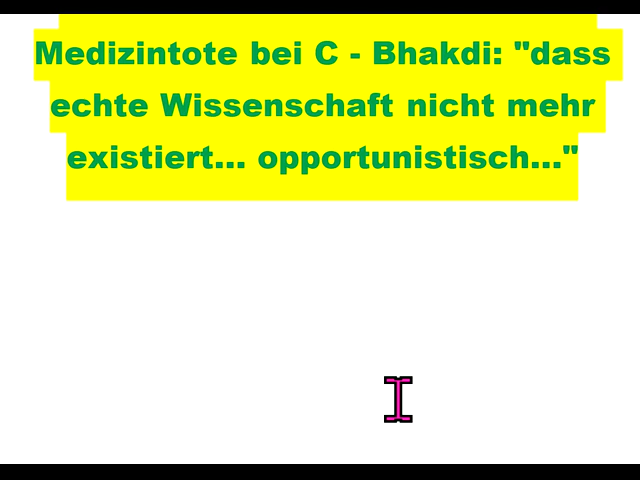 Medizintote bei C - Bhakdi: "dass
echte Wissenschaft nicht mehr
existiert... opportunistisch..."